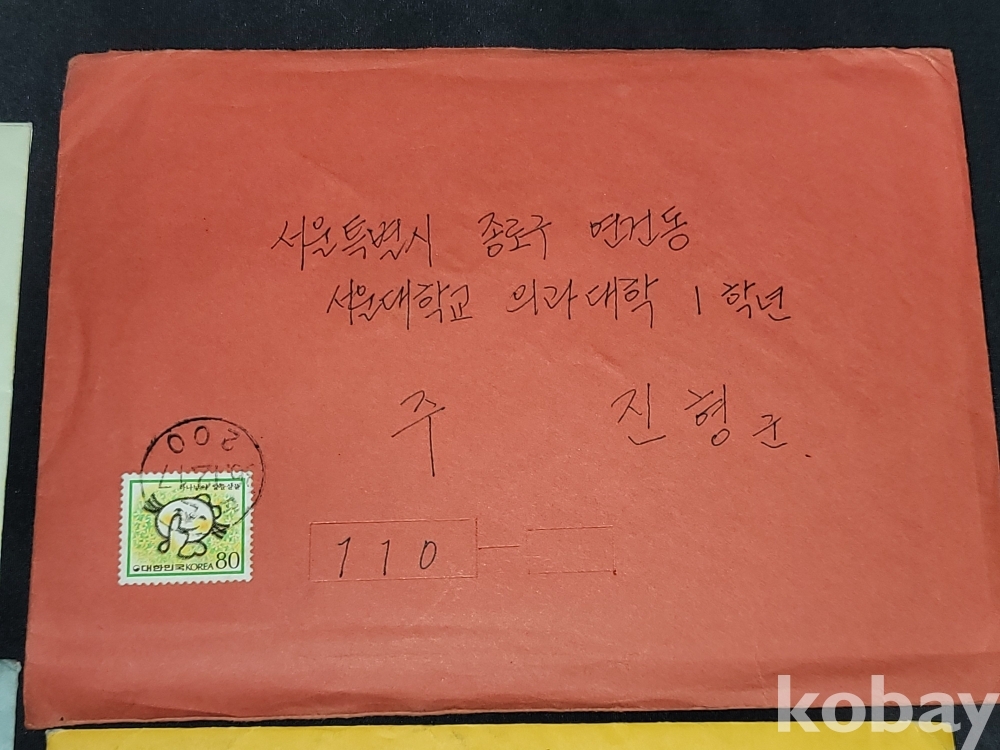 서울특별시 종로구 연건동
서울대학교 의과대학 1학년
주 진형 군.
200
대한민국 KOREA 80
110
kobay